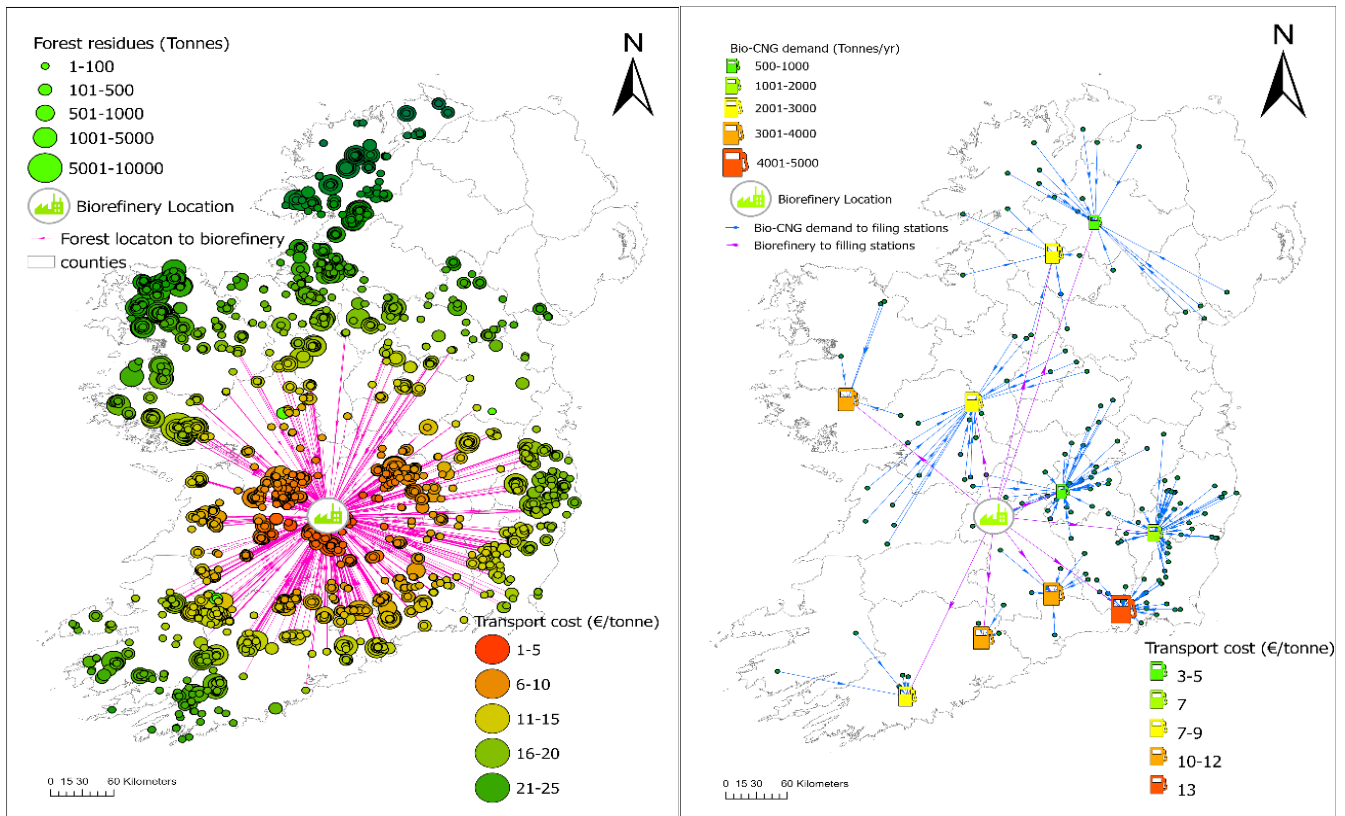 Forest residues (Tonnes)
1-100
101-500
501-1000
1001-5000
5001-10000
Biorefinery Location
Forest locaton to biorefinery
counties
N
Transport cost (€/tonne)
1-5
6-10
11-15
16-20
21-25
0 15 30 60 Kilometers
Bio-CNG demand (Tonnes/yr)
500-1000
1001-2000
2001-3000
3001-4000
4001-5000
Biorefinery Location
Bio-CNG demand to filing stations
Biorefinery to filling stations
N
Transport cost (€/tonne)
3-5
7
7-9
10-12
13
0 15 30 60 Kilometers